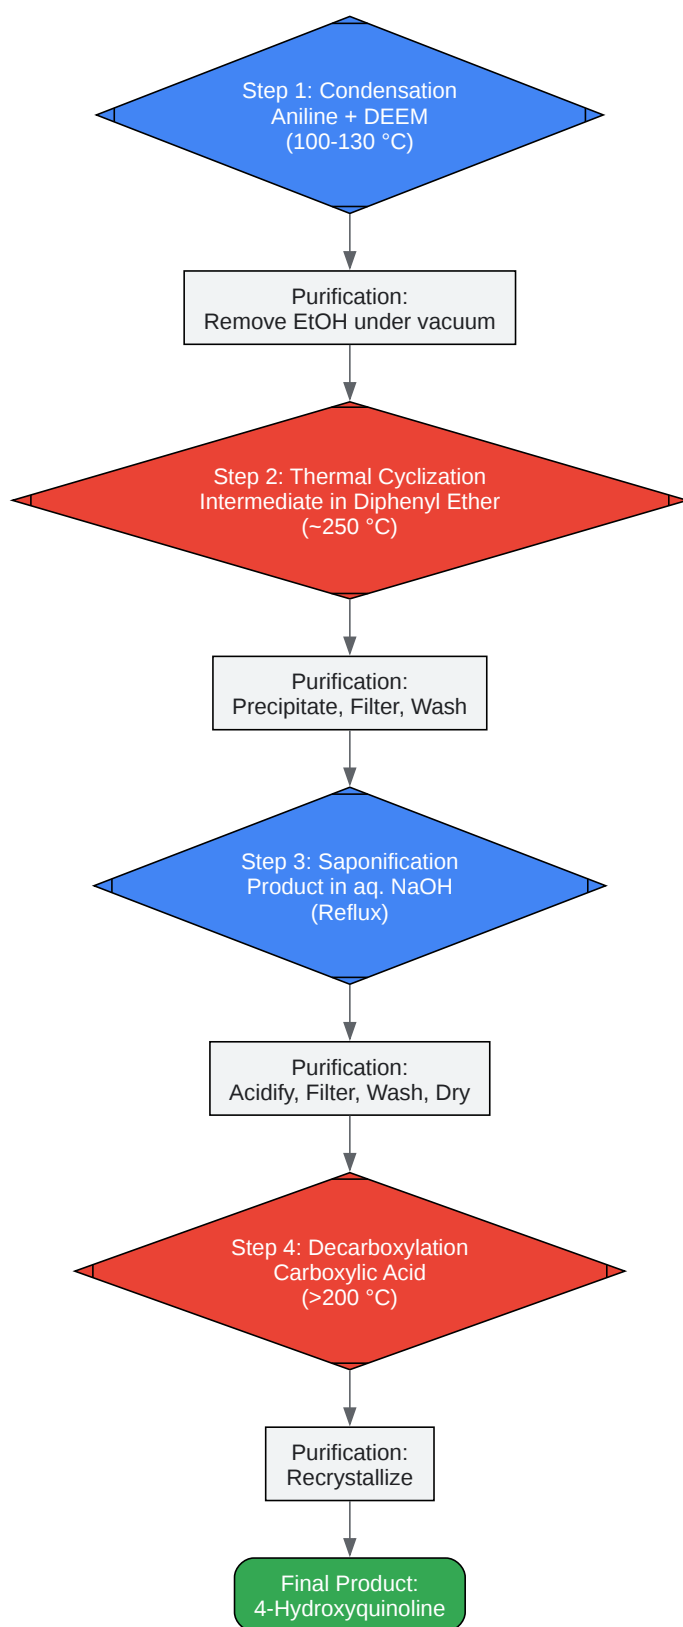 Step 1: Condensation
Aniline + DEEM
(100-130 °C)
Purification:
Remove EtOH under vacuum
Step 2: Thermal Cyclization
Intermediate in Diphenyl Ether
(~250 °C)
Purification:
Precipitate, Filter, Wash
Step 3: Saponification
Product in aq. NaOH
(Reflux)
Purification:
Acidify, Filter, Wash, Dry
Step 4: Decarboxylation
Carboxylic Acid
(>200 °C)
Purification:
Recrystallize
Final Product:
4-Hydroxyquinoline